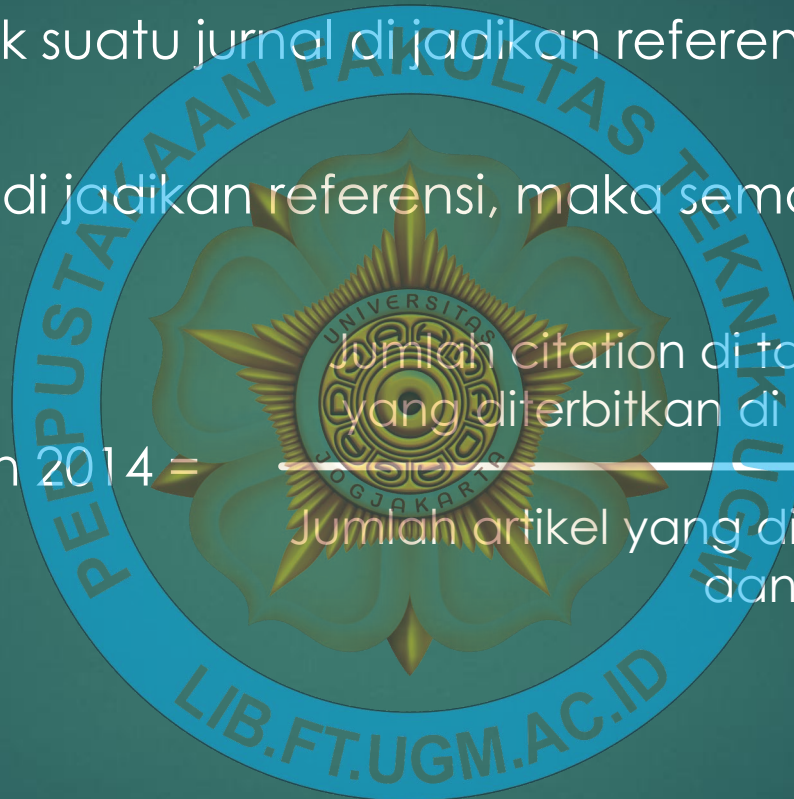 k suatu jurnal di jadikan referen
di jadikan referensi, maka sema
Jumlah citation di ta
yang diterbitkan di
n 2014 =
Jumlah artikel yang di
dan
PERPUSTAKAAN FAKULTAS TEKNIK UGM
UNIVERSITAS
JOGJAKARTA
LIB.FT.UGM.AC.ID